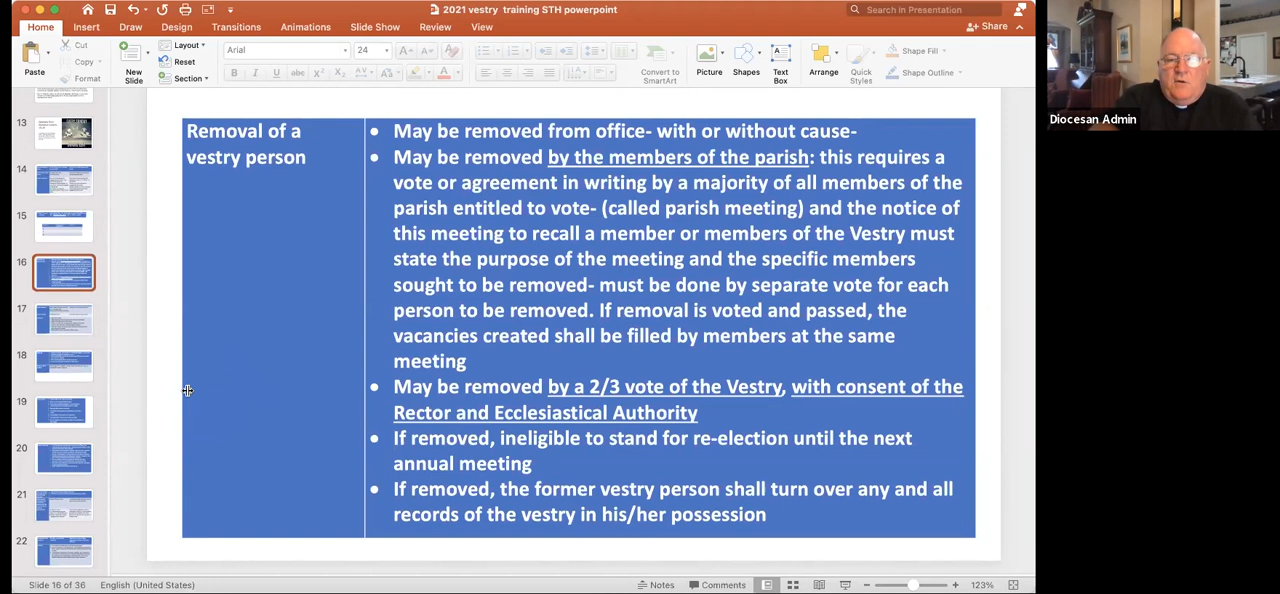 2021 vestry training STH powerpoint
Search in Presentation
Home Insert Draw Design Transitions Animations Slide Show Review View
Share
Paste
Cut
Copy
Format
New
Slide
Layout
Reset
Section
Arial
24
B I U abc X² X₂ AV Aa A
Convert to
SmartArt
Picture
Shapes
Text
Box
Arrange
Quick
Styles
Shape Fill
Shape Outline
Diocesan Admin
13
14
15
16
17
18
19
20
21
22
Removal of a
vestry person
• May be removed from office- with or without cause-
• May be removed by the members of the parish: this requires a
vote or agreement in writing by a majority of all members of the
parish entitled to vote- (called parish meeting) and the notice of
this meeting to recall a member or members of the Vestry must
state the purpose of the meeting and the specific members
sought to be removed- must be done by separate vote for each
person to be removed. If removal is voted and passed, the
vacancies created shall be filled by members at the same
meeting
• May be removed by a 2/3 vote of the Vestry, with consent of the
Rector and Ecclesiastical Authority
• If removed, ineligible to stand for re-election until the next
annual meeting
• If removed, the former vestry person shall turn over any and all
records of the vestry in his/her possession
Slide 16 of 36 English (United States)
Notes Comments 123%